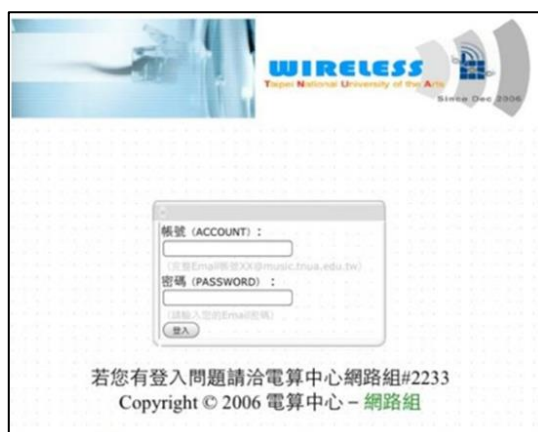 WIRELESS
Taipei National University of the Arts
Since Dec 2006
帳號（ACCOUNT）：
（完整Email帳號XX@music.tnua.edu.tw）
密碼（PASSWORD）：
（請輸入您的Email密碼）
登入
若您有登入問題請洽電算中心網路組#2233
Copyright © 2006 電算中心 – 網路組